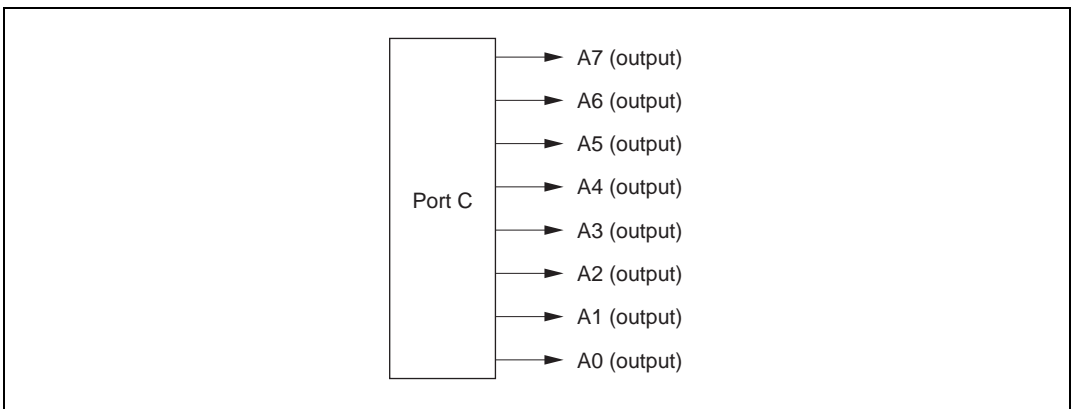 A7 (output)
A6 (output)
A5 (output)
A4 (output)
Port C
A3 (output)
A2 (output)
A1 (output)
A0 (output)